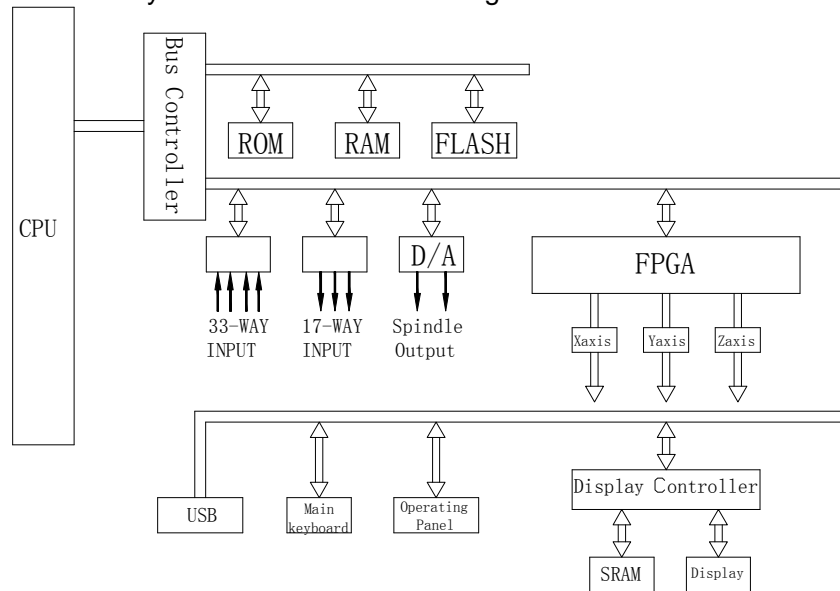 Bus Controller
ROM
RAM
FLASH
CPU
D/A
FPGA
33-WAY
INPUT
17-WAY
INPUT
Spindle
Output
Xaxis
Yaxis
Zaxis
USB
Main
keyboard
Operating
Panel
Display Controller
SRAM
Display